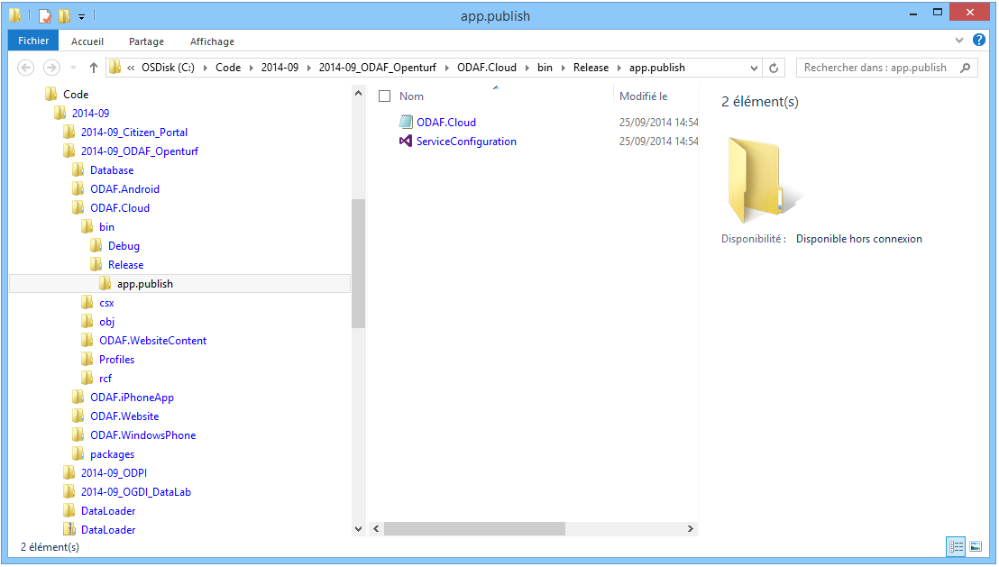 app.publish
Fichier Accueil Partage Affichage
« OSDisk (C:) Code 2014-09 2014-09_ODAF_Openturf ODAF.Cloud bin Release app.publish
Rechercher dans : app.publish
Code
2014-09
2014-09_Citizen_Portal
2014-09_ODAF_Openturf
Database
ODAF.Android
ODAF.Cloud
bin
Debug
Release
app.publish
csx
obj
ODAF.WebsiteContent
Profiles
rcf
ODAF.iPhoneApp
ODAF.Website
ODAF.WindowsPhone
packages
2014-09_ODPI
2014-09_OGDI_DataLab
DataLoader
DataLoader
Nom Modifié le
ODAF.Cloud 25/09/2014 14:54
ServiceConfiguration 25/09/2014 14:54
2 élément(s)
Disponibilité : Disponible hors connexion
2 élément(s)